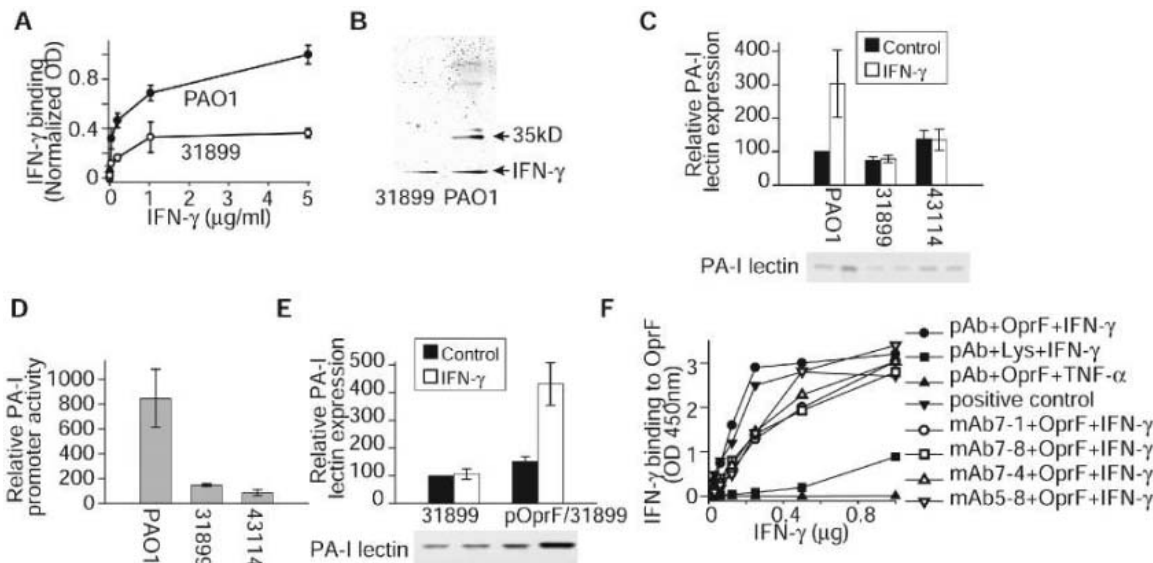 A
IFN-γ binding
(Normalized OD)
0.8
0.4
0
PAO1
31899
0 1 2 3 4 5
IFN-γ (µg/ml)
B
35kD
IFN-γ
31899 PAO1
C
Relative PA-I
lectin expression
400
300
200
100
0
Control
IFN-γ
PAO1
31899
43114
PA-I lectin
D
Relative PA-I
promoter activity
1000
800
600
400
200
0
PAO1
31899
43114
E
Relative PA-I
lectin expression
500
400
300
200
100
0
Control
IFN-γ
31899 pOprF/31899
PA-I lectin
F
IFN-γ binding to OprF
(OD 450nm)
3
2
1
0
0 0.4 0.8
IFN-γ (µg)
pAb+OprF+IFN-γ
pAb+Lys+IFN-γ
pAb+OprF+TNF-α
positive control
mAb7-1+OprF+IFN-γ
mAb7-8+OprF+IFN-γ
mAb7-4+OprF+IFN-γ
mAb5-8+OprF+IFN-γ